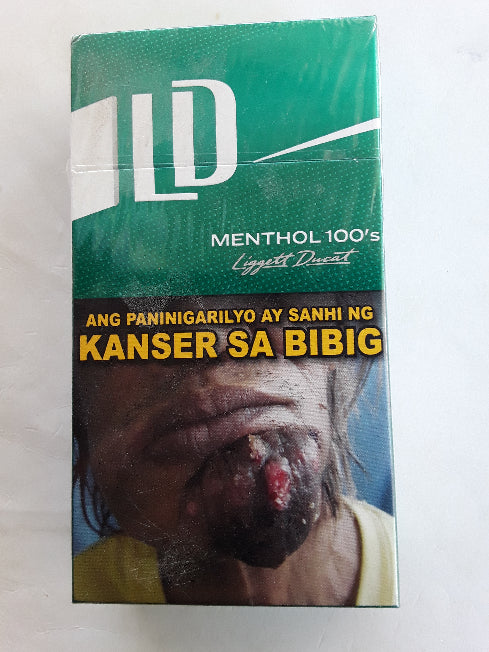 LD
MENTHOL 100's
Liggett Ducat
ANG PANINIGARILYO AY SANHI NG
KANSER SA BIBIG